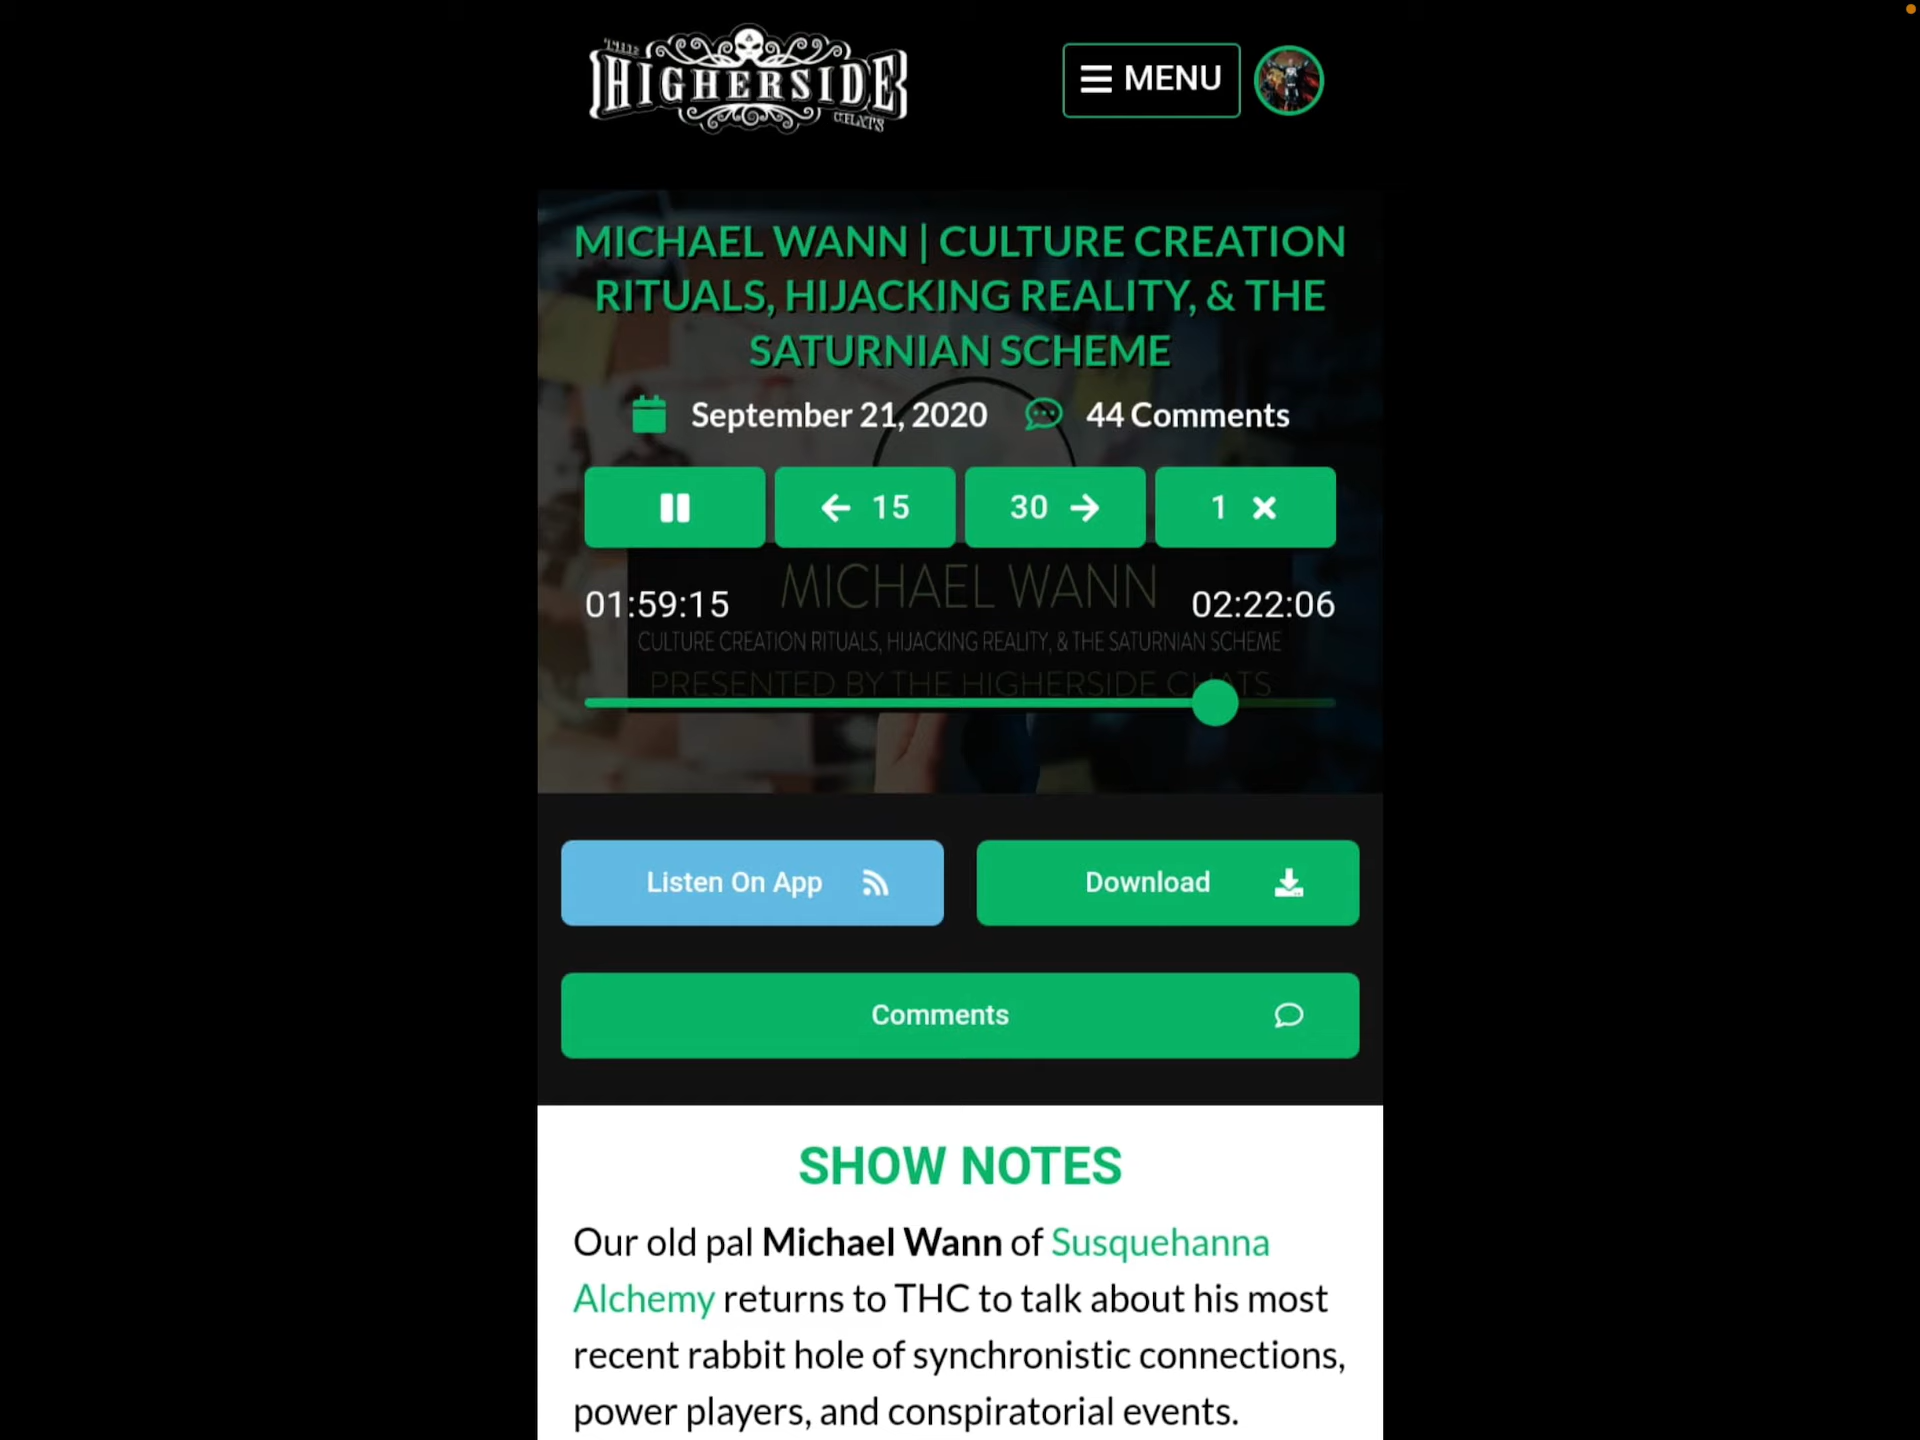 THE
HIGHERSIDE
CHATS
MENU
MICHAEL WANN | CULTURE CREATION
RITUALS, HIJACKING REALITY, & THE
SATURNIAN SCHEME
September 21, 2020 44 Comments
15 30 1
MICHAEL WANN
01:59:15 02:22:06
CULTURE CREATION RITUALS, HIJACKING REALITY, & THE SATURNIAN SCHEME
PRESENTED BY THE HIGHERSIDE CHATS
Listen On App Download
Comments
SHOW NOTES
Our old pal Michael Wann of Susquehanna
Alchemy returns to THC to talk about his most
recent rabbit hole of synchronistic connections,
power players, and conspiratorial events.